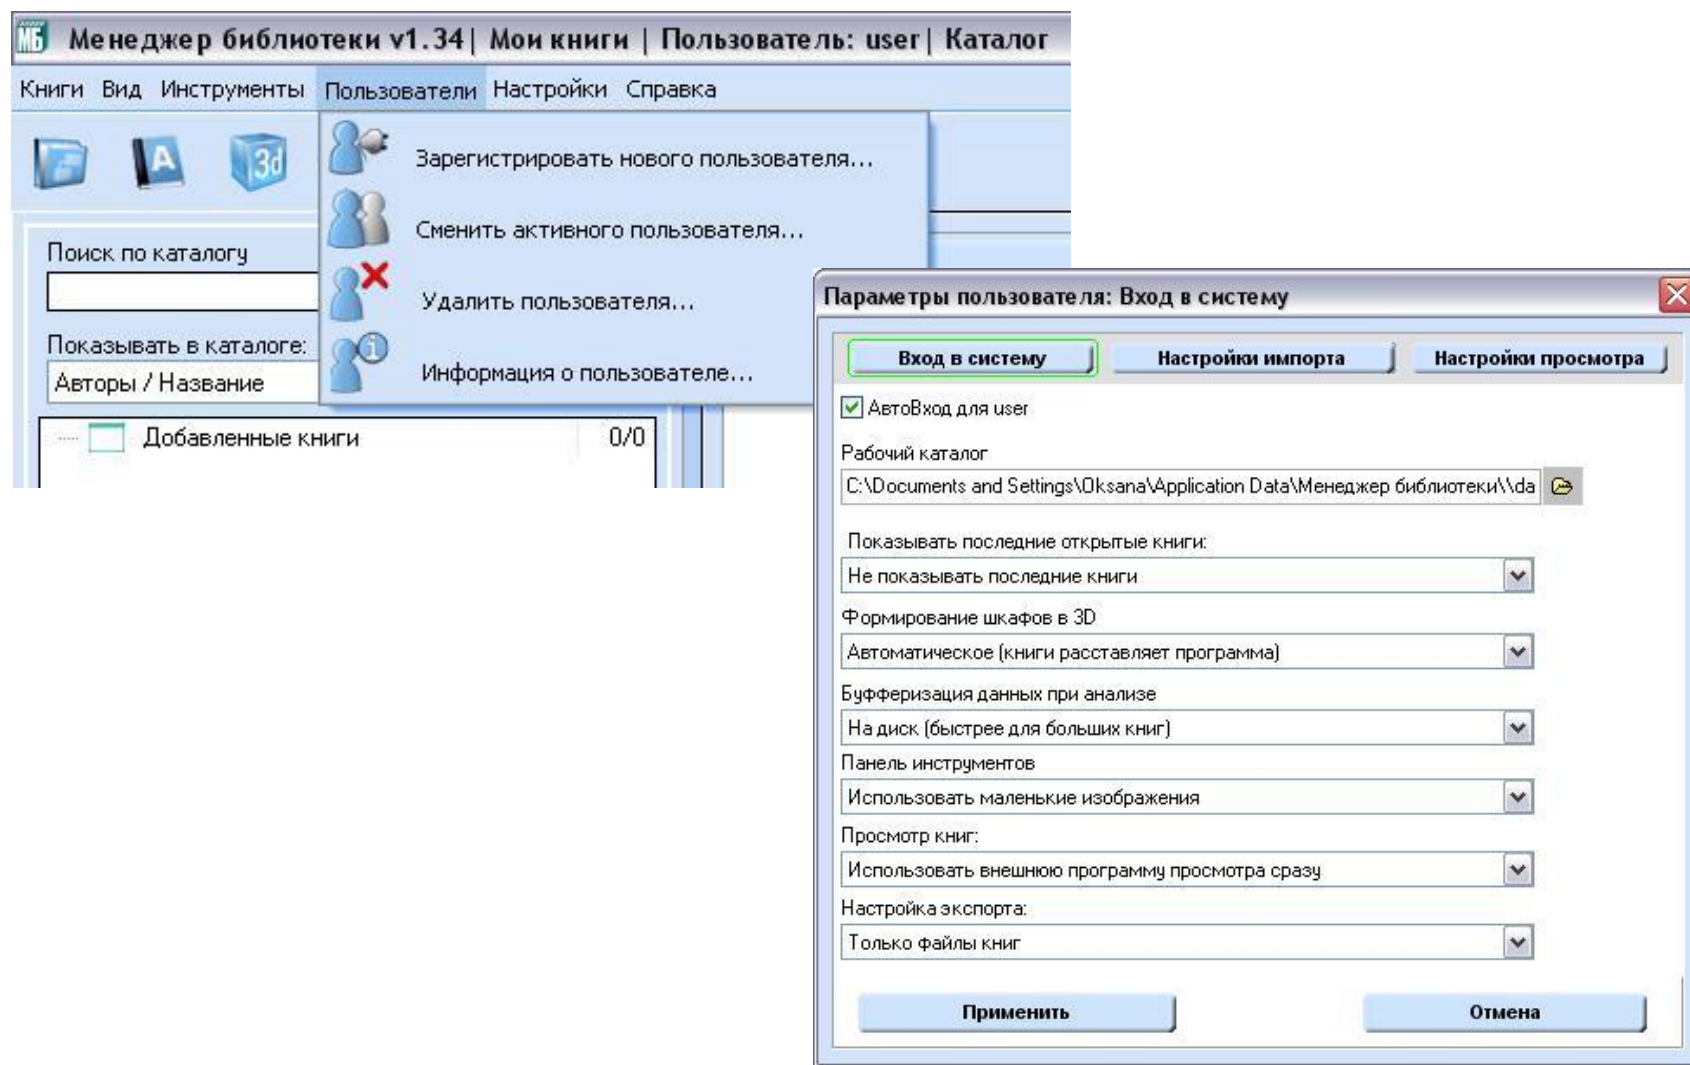 МБ
Менеджер библиотеки v1.34| Мои книги | Пользователь: user| Каталог
Книги Вид Инструменты Пользователи Настройки Справка
A 3d
Зарегистрировать нового пользователя...
Сменить активного пользователя...
Удалить пользователя...
Информация о пользователе...
Поиск по каталогу
Показывать в каталоге:
Авторы / Название
Добавленные книги 0/0
Параметры пользователя: Вход в систему
Вход в систему Настройки импорта Настройки просмотра
АвтоВход для user
Рабочий каталог
C:\Documents and Settings\Oksana\Application Data\Менеджер библиотеки\\da
Показывать последние открытые книги:
Не показывать последние книги
Формирование шкафов в 3D
Автоматическое (книги расставляет программа)
Буфферизация данных при анализе
На диск (быстрее для больших книг)
Панель инструментов
Использовать маленькие изображения
Просмотр книг:
Использовать внешнюю программу просмотра сразу
Настройка экспорта:
Только файлы книг
Применить Отмена